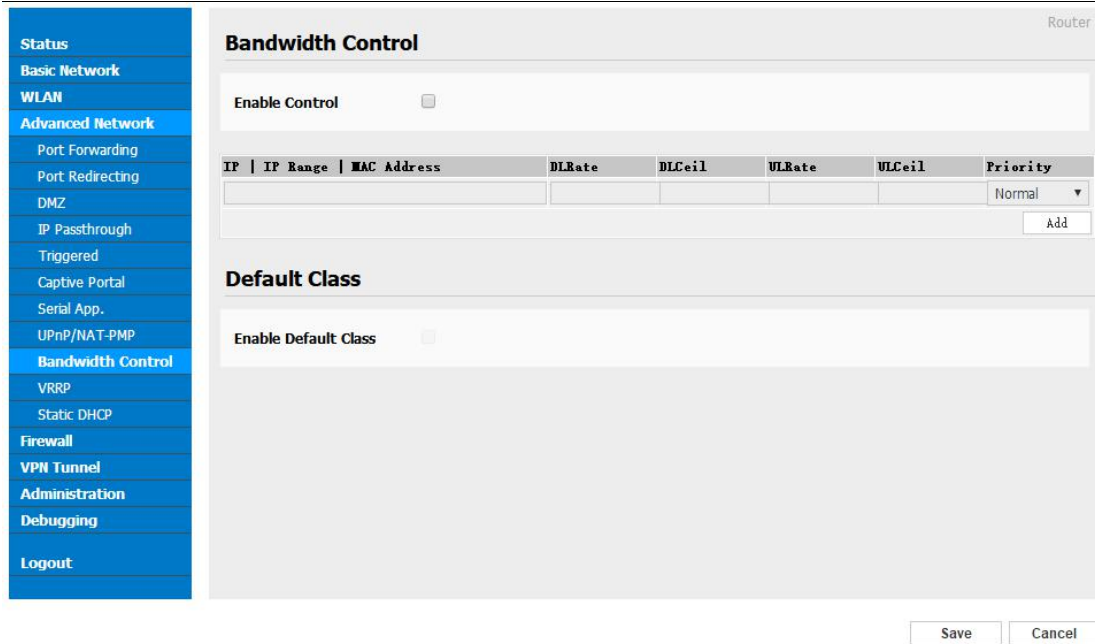 Router
Status
Basic Network
WLAN
Advanced Network
Port Forwarding
Port Redirecting
DMZ
IP Passthrough
Triggered
Captive Portal
Serial App.
UPnP/NAT-PMP
Bandwidth Control
VRRP
Static DHCP
Firewall
VPN Tunnel
Administration
Debugging
Logout
Bandwidth Control
Enable Control
IP | IP Range | MAC Address DLRate DLCeil ULRate ULCeil Priority
Normal
Add
Default Class
Enable Default Class
Save Cancel